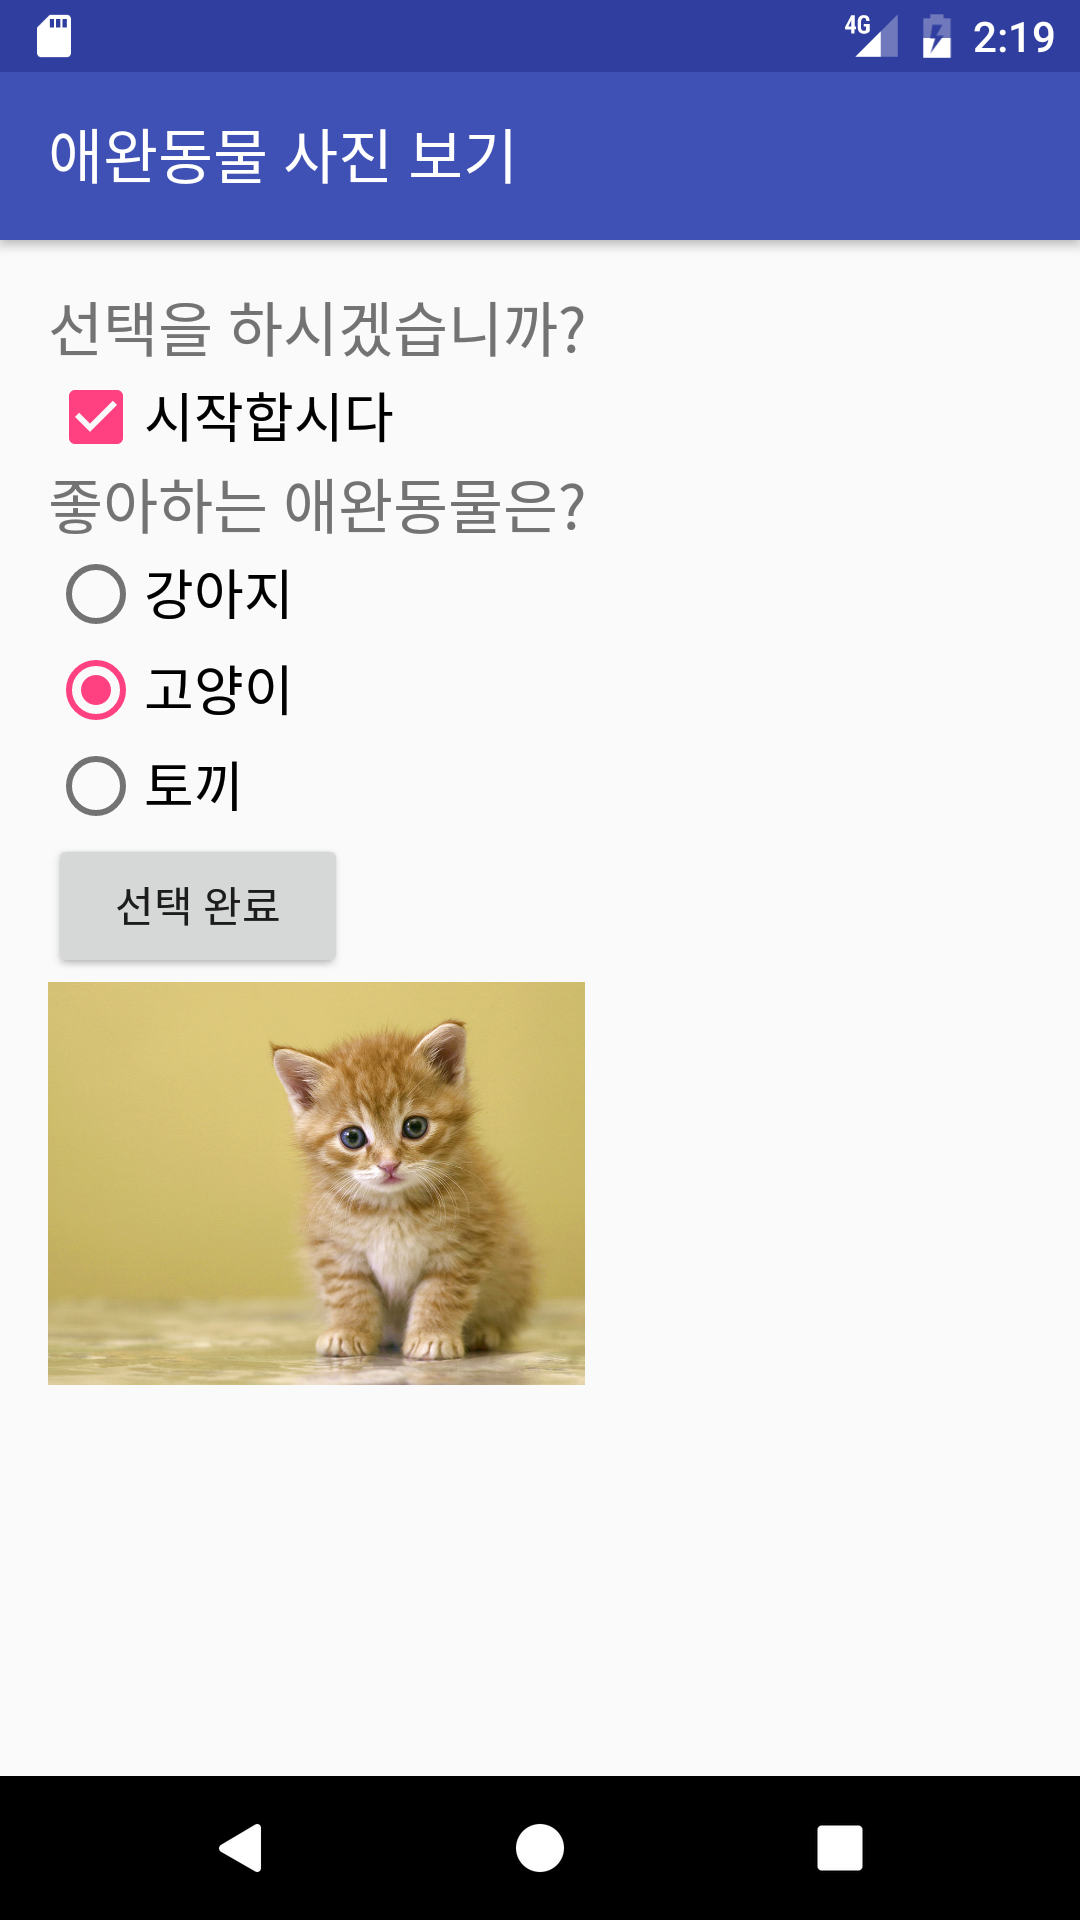 4G 2:19
애완동물 사진 보기
선택을 하시겠습니까?
시작합시다
좋아하는 애완동물은?
강아지
고양이
토끼
선택 완료